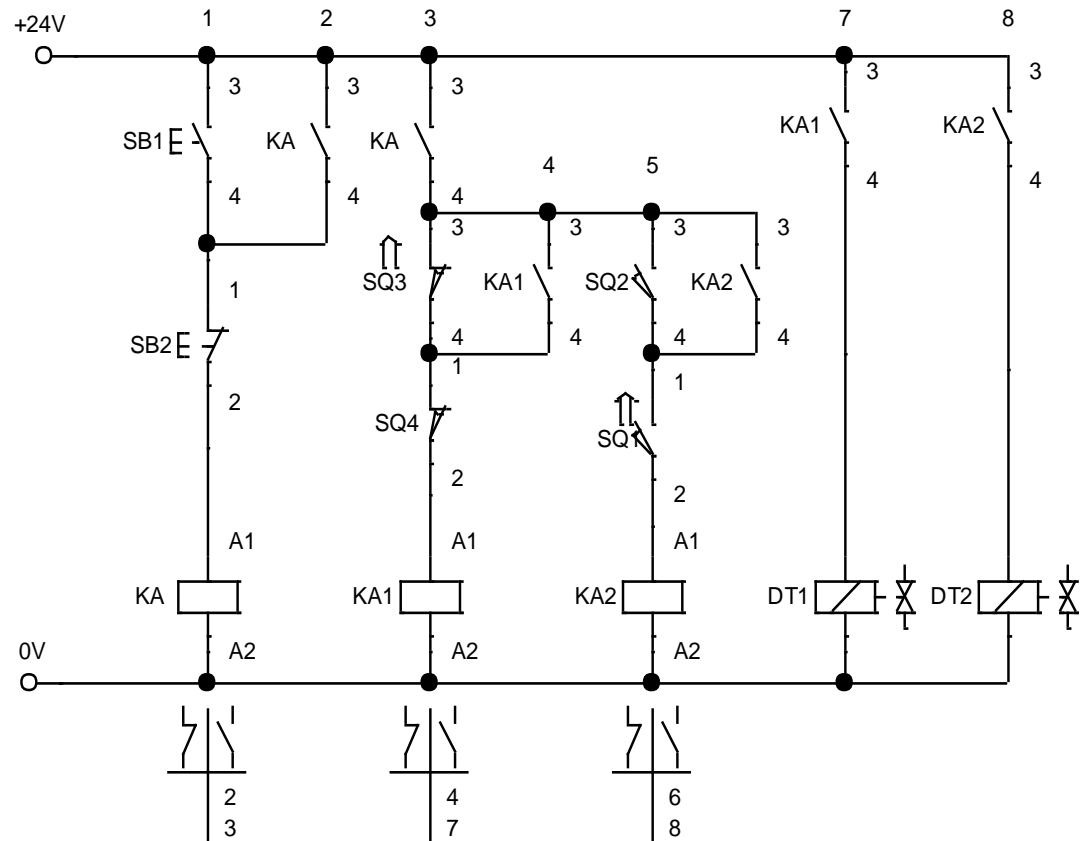 +24V 1 2 3 7 8
3 3 3 3 3
SB1 KA KA KA1 KA2
4 4 4 4 5 4 4
3 3 3 3
1 SQ3 KA1 SQ2 KA2
4 4 4 4
SB2 1 1
2 SQ4 SQ1
2 2
A1 A1 A1
KA KA1 KA2 DT1 DT2
0V A2 A2 A2
2 4 6
3 7 8